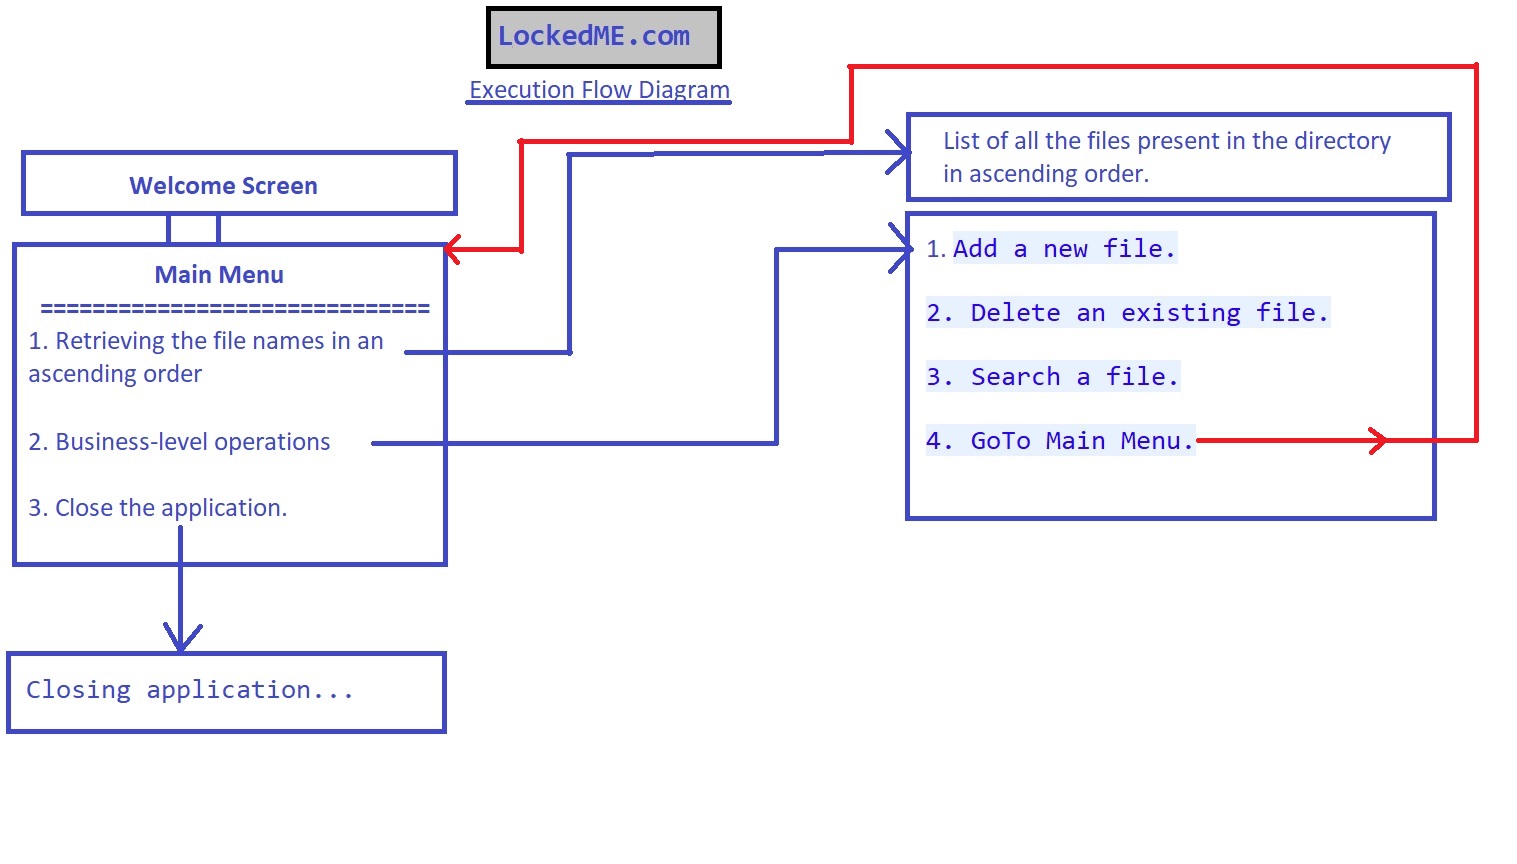 LockedME.com
Execution Flow Diagram
Welcome Screen
Main Menu
==============================
1. Retrieving the file names in an
ascending order
2. Business-level operations
3. Close the application.
Closing application...
List of all the files present in the directory
in ascending order.
1. Add a new file.
2. Delete an existing file.
3. Search a file.
4. GoTo Main Menu.